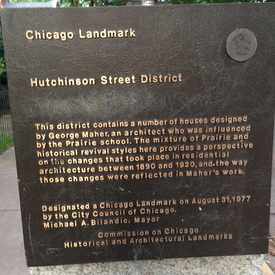 Chicago Landmark
Hutchinson Street District
This district contains a number of houses designed
by George Maher, an architect who was influenced
by the Prairie school. The mixture of Prairie and
historical revival styles here provides a perspective
on the changes that took place in residential
architecture between 1890 and 1920, and the way
those changes were reflected in Maher's work.
Designated a Chicago Landmark on August 31, 1977
by the City Council of Chicago.
Michael A. Bilandic, Mayor
Commission on Chicago
Historical and Architectural Landmarks